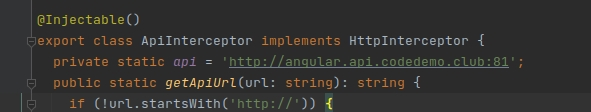 @Injectable()
export class ApiInterceptor implements HttpInterceptor {
private static api = 'http://angular.api.codedemo.club:81';
public static getApiUrl(url: string): string {
if (!url.startsWith('http://')) {